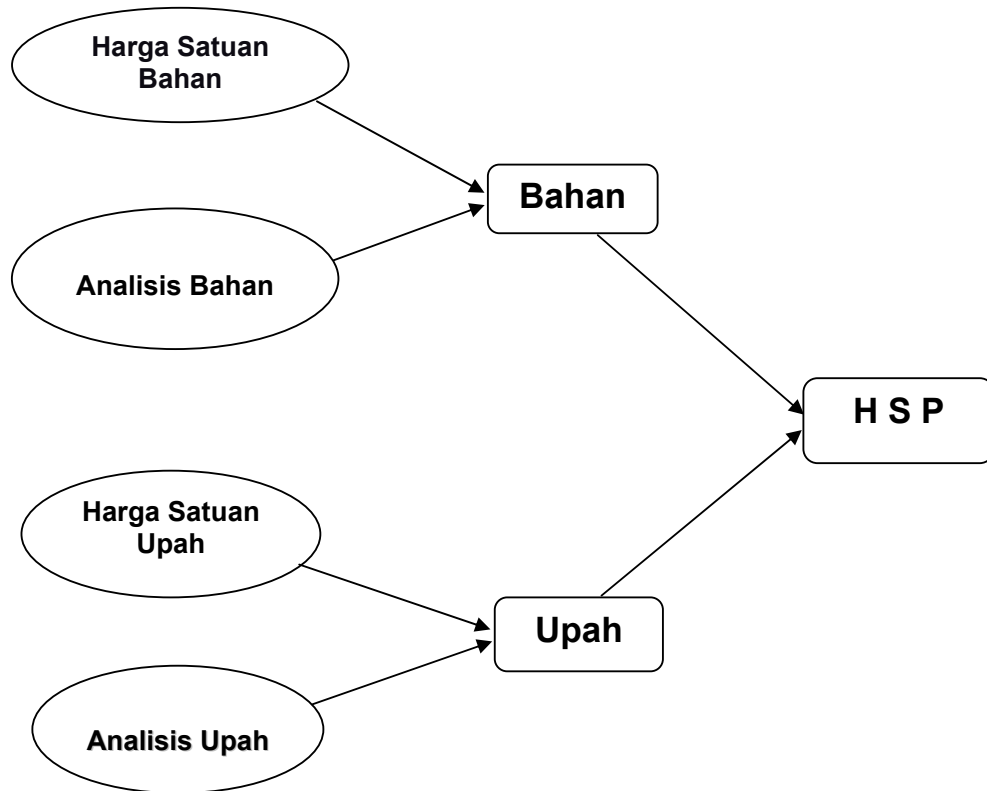 Harga Satuan
Bahan
Bahan
Analisis Bahan
H S P
Harga Satuan
Upah
Upah
Analisis Upah